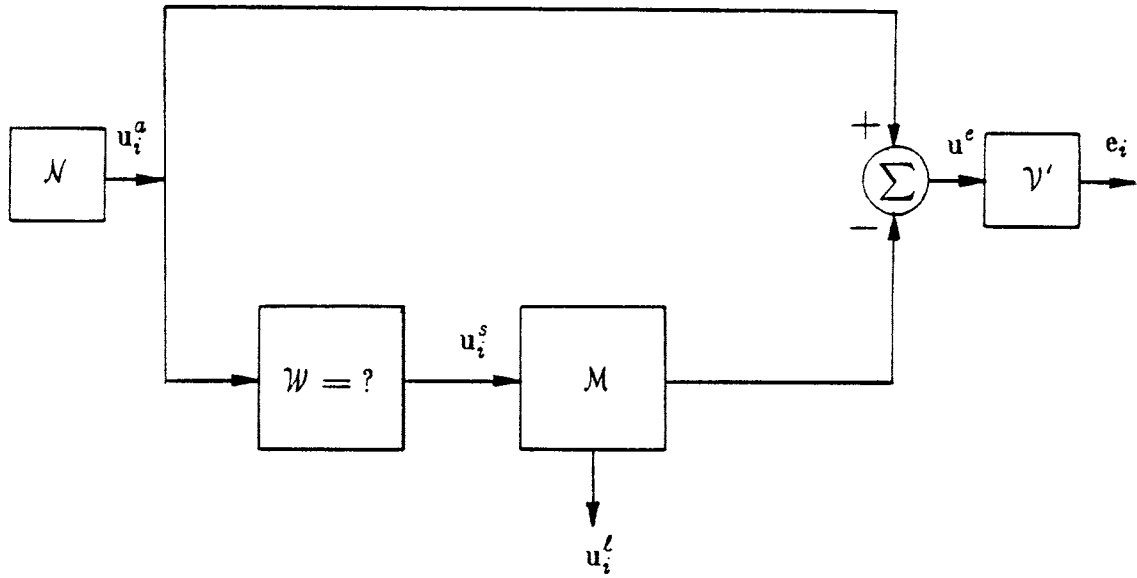 𝒩
u_i^a
+
Σ
−
u^e
𝒱′
e_i
𝒲 = ?
u_i^s
ℳ
u_i^ℓ